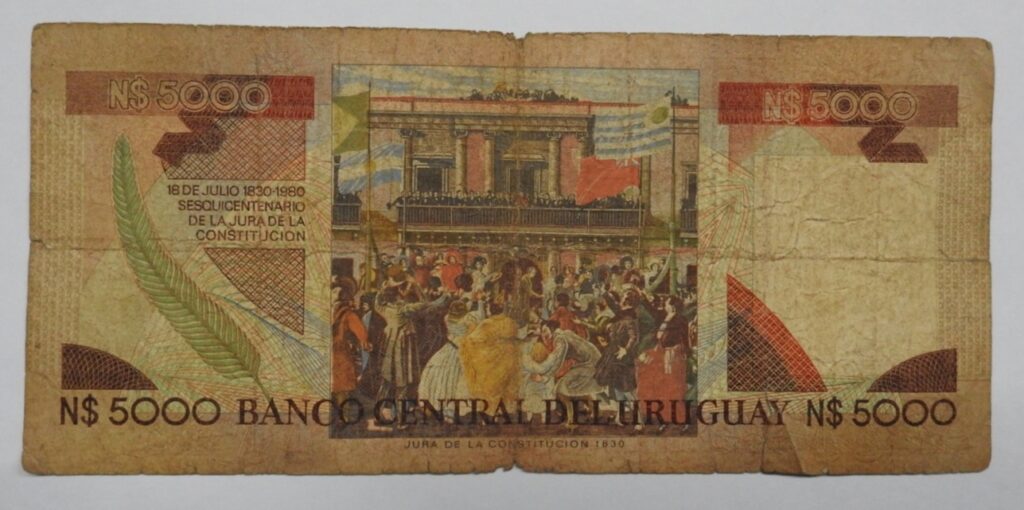 N$ 5000
N$ 5000
18 DE JULIO 1830-1980
SESQUICENTENARIO
DE LA JURA DE LA
CONSTITUCION
N$ 5000 BANCO CENTRAL DEL URUGUAY N$ 5000
JURA DE LA CONSTITUCION 1830